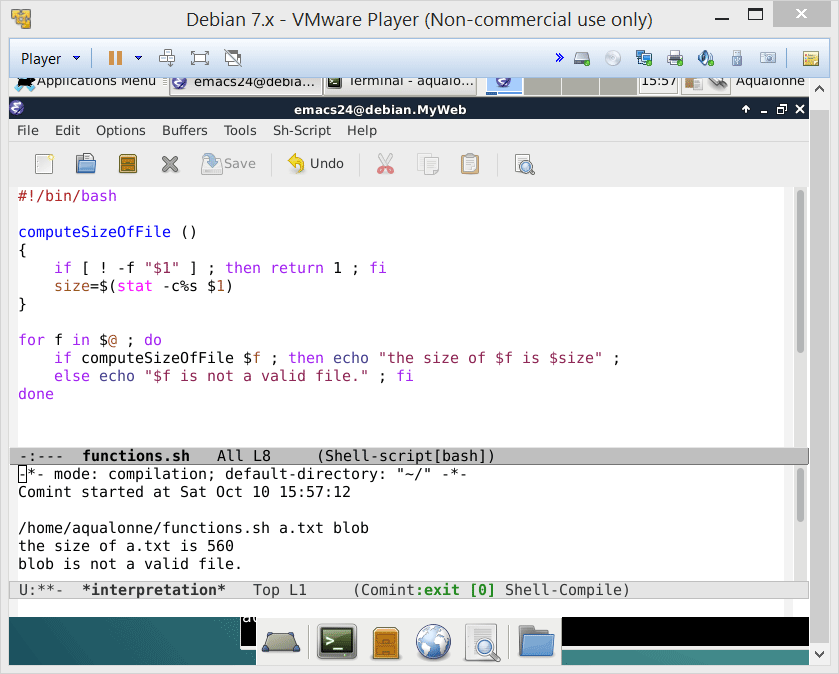 Debian 7.x - VMware Player (Non-commercial use only)
Player
Applications Menu emacs24@debia... Terminal - aqualo... 15:57 Aqualonne
emacs24@debian.MyWeb
File Edit Options Buffers Tools Sh-Script Help
Save Undo
#!/bin/bash
computeSizeOfFile ()
{
    if [ ! -f "$1" ] ; then return 1 ; fi
    size=$(stat -c%s $1)
}
for f in $@ ; do
    if computeSizeOfFile $f ; then echo "the size of $f is $size" ;
    else echo "$f is not a valid file." ; fi
done
-:--- functions.sh All L8 (Shell-script[bash])
-*- mode: compilation; default-directory: "~/" -*-
Comint started at Sat Oct 10 15:57:12
/home/aqualonne/functions.sh a.txt blob
the size of a.txt is 560
blob is not a valid file.
U:**- *interpretation* Top L1 (Comint:exit [0] Shell-Compile)